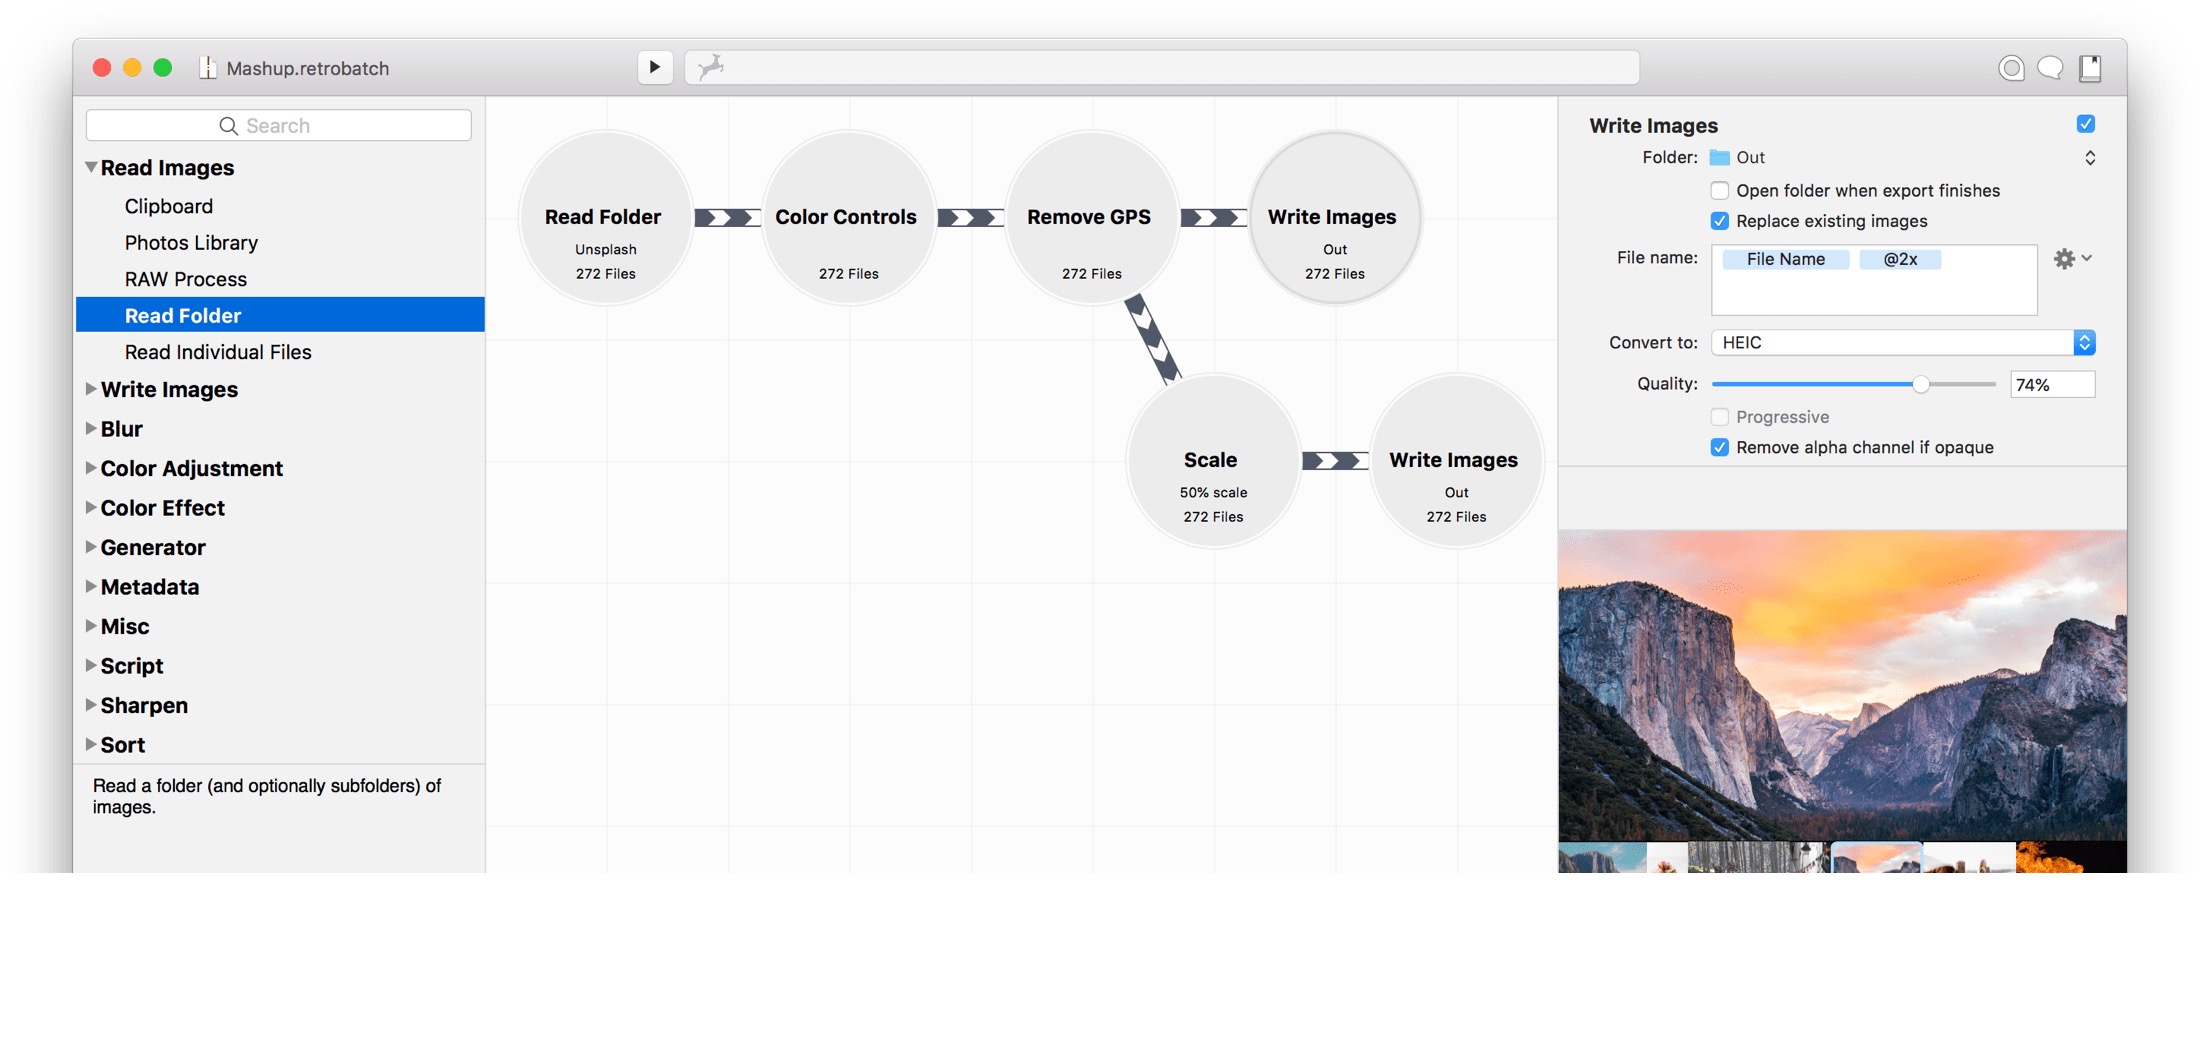 Mashup.retrobatch
Search
Read Images
Clipboard
Photos Library
RAW Process
Read Folder
Read Individual Files
Write Images
Blur
Color Adjustment
Color Effect
Generator
Metadata
Misc
Script
Sharpen
Sort
Read a folder (and optionally subfolders) of
images.
Read Folder
Unsplash
272 Files
Color Controls
272 Files
Remove GPS
272 Files
Write Images
Out
272 Files
Scale
50% scale
272 Files
Write Images
Out
272 Files
Write Images
Folder: Out
Open folder when export finishes
Replace existing images
File name: File Name @2x
Convert to: HEIC
Quality: 74%
Progressive
Remove alpha channel if opaque